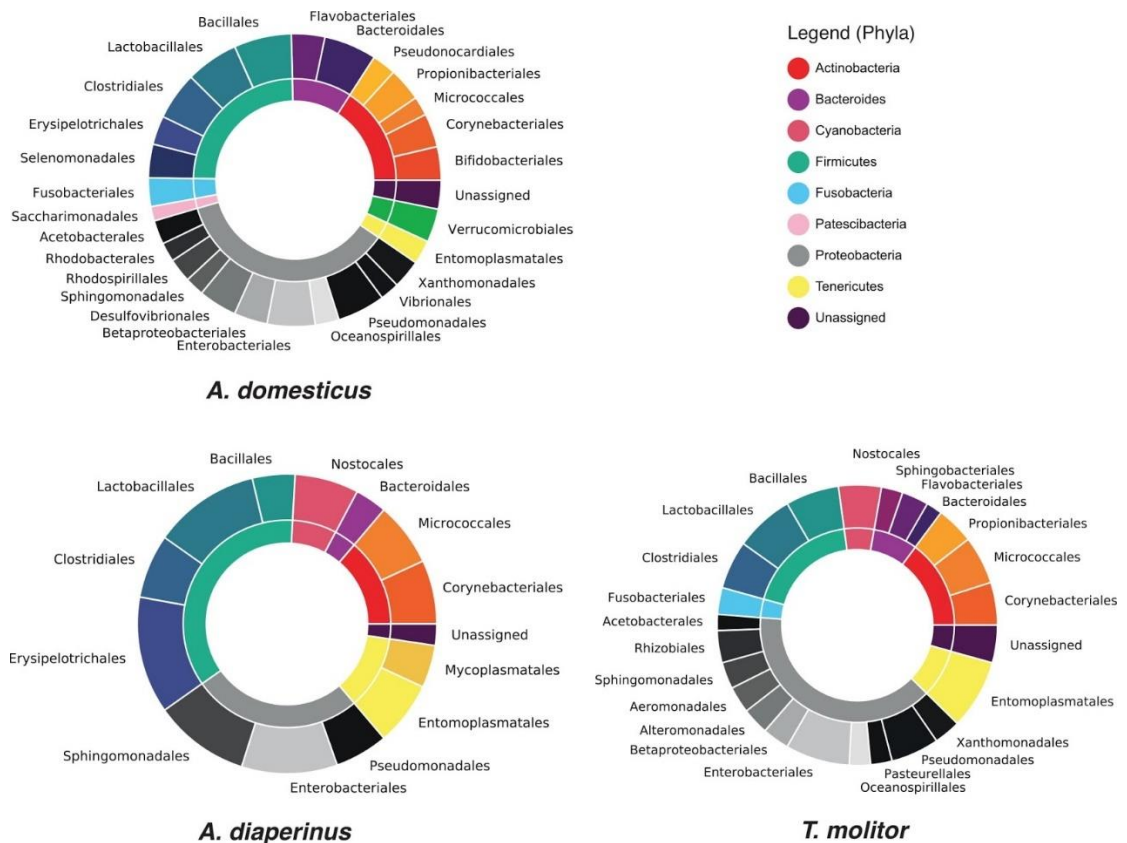 Flavobacteriales
Bacillales
Bacteroidales
Lactobacillales
Pseudonocardiales
Propionibacteriales
Clostridiales
Micrococcales
Erysipelotrichales
Corynebacteriales
Selenomonadales
Bifidobacteriales
Fusobacteriales
Unassigned
Saccharimonadales
Verrucomicrobiales
Acetobacterales
Rhodobacterales
Entomoplasmatales
Rhodospirillales
Xanthomonadales
Sphingomonadales
Vibrionales
Desulfovibrionales
Pseudomonadales
Betaproteobacteriales
Oceanospirillales
Enterobacteriales
A. domesticus
Legend (Phyla)
Actinobacteria
Bacteroides
Cyanobacteria
Firmicutes
Fusobacteria
Patescibacteria
Proteobacteria
Tenericutes
Unassigned
Bacillales
Nostocales
Lactobacillales
Bacteroidales
Micrococcales
Clostridiales
Corynebacteriales
Unassigned
Erysipelotrichales
Mycoplasmatales
Entomoplasmatales
Sphingomonadales
Pseudomonadales
Enterobacteriales
A. diaperinus
Nostocales
Sphingobacteriales
Bacillales
Flavobacteriales
Bacteroidales
Lactobacillales
Propionibacteriales
Clostridiales
Micrococcales
Fusobacteriales
Corynebacteriales
Acetobacterales
Unassigned
Rhizobiales
Sphingomonadales
Entomoplasmatales
Aeromonadales
Alteromonadales
Xanthomonadales
Betaproteobacteriales
Pseudomonadales
Enterobacteriales
Pasteurellales
Oceanospirillales
T. molitor